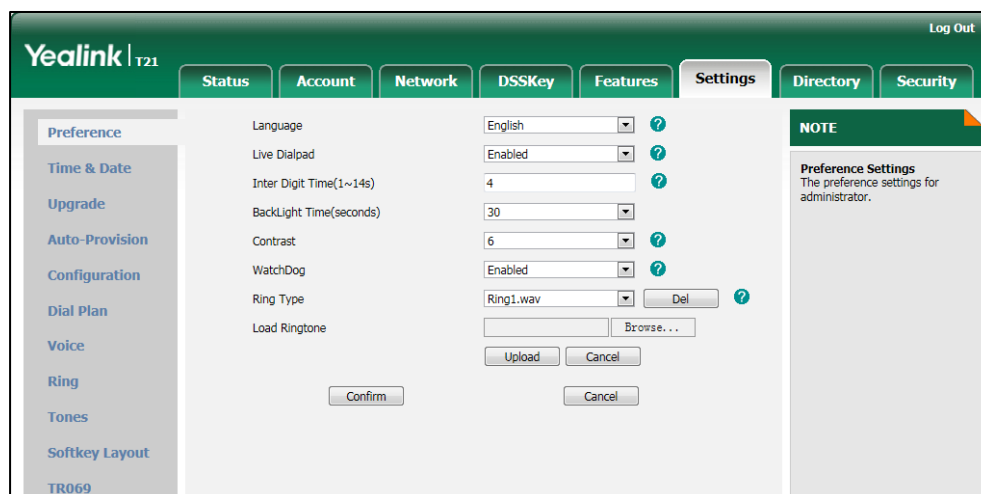 Log Out
Yealink T21
Status Account Network DSSKey Features Settings Directory Security
Preference
Time & Date
Upgrade
Auto-Provision
Configuration
Dial Plan
Voice
Ring
Tones
Softkey Layout
TR069
Language English ?
Live Dialpad Enabled ?
Inter Digit Time(1~14s) 4 ?
BackLight Time(seconds) 30
Contrast 6 ?
WatchDog Enabled ?
Ring Type Ring1.wav Del ?
Load Ringtone Browse...
Upload Cancel
Confirm Cancel
NOTE
Preference Settings
The preference settings for
administrator.